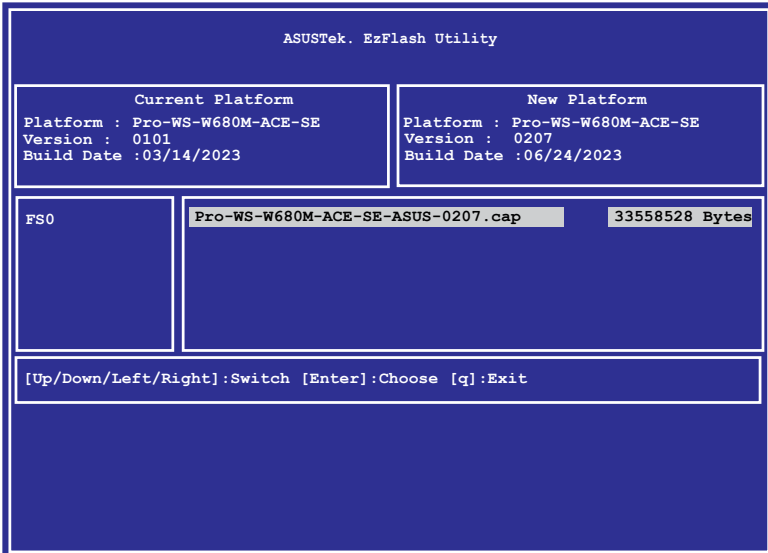 ASUSTek. EzFlash Utility
Current Platform
Platform : Pro-WS-W680M-ACE-SE
Version : 0101
Build Date :03/14/2023
New Platform
Platform : Pro-WS-W680M-ACE-SE
Version : 0207
Build Date :06/24/2023
FS0
Pro-WS-W680M-ACE-SE-ASUS-0207.cap 33558528 Bytes
[Up/Down/Left/Right]:Switch [Enter]:Choose [q]:Exit